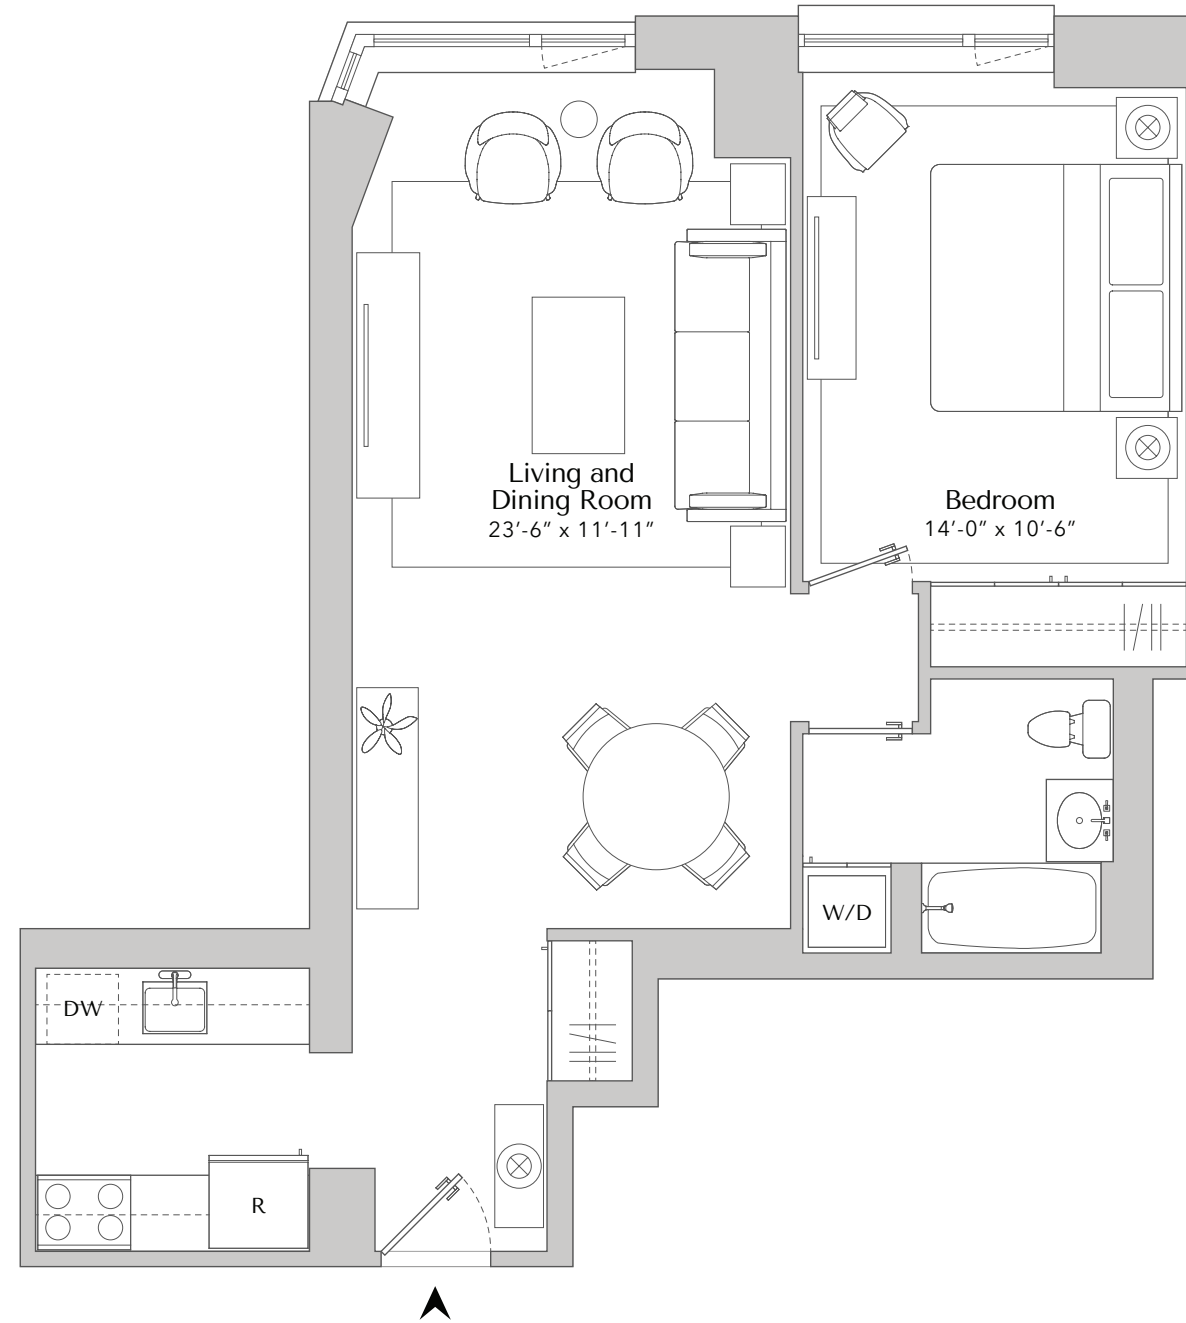 Living and
Dining Room
23′-6″ x 11′-11″
Bedroom
14′-0″ x 10′-6″
W/D
DW
R